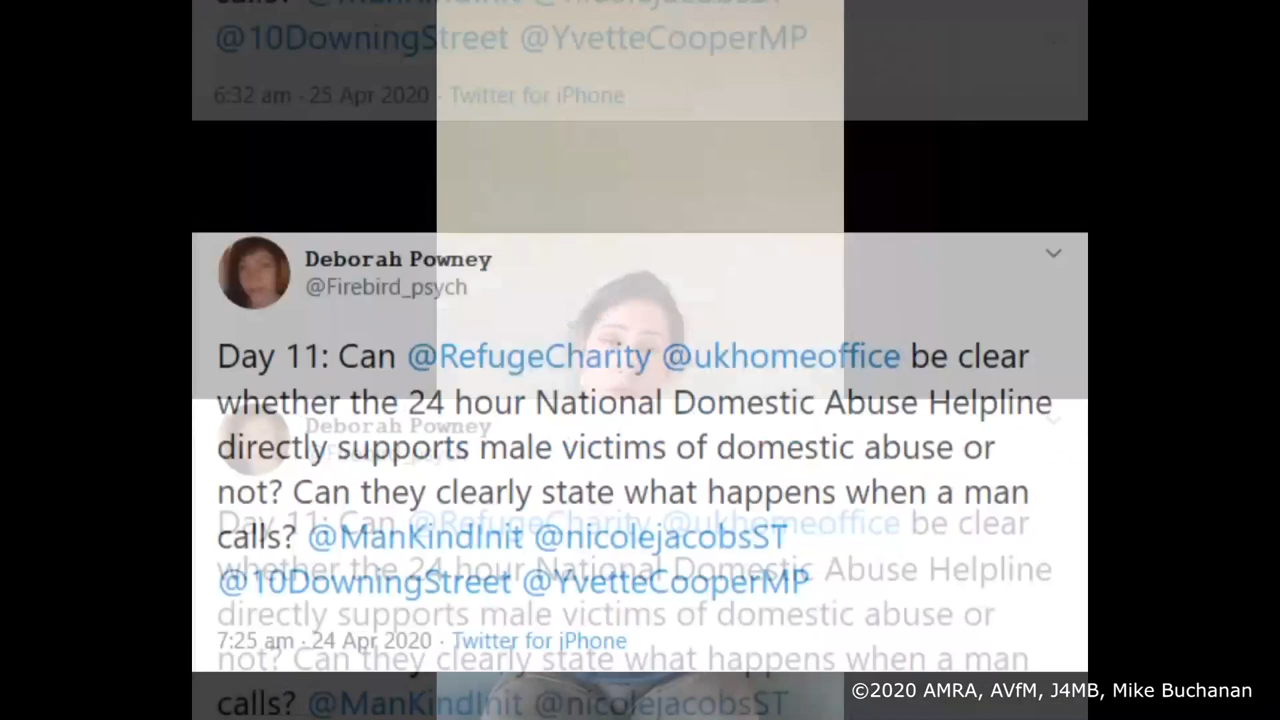 calls? @ManKindInit @nicolejacobsST
@10DowningStreet @YvetteCooperMP
6:32 am · 25 Apr 2020 · Twitter for iPhone
Deborah Powney
@Firebird_psych
Day 11: Can @RefugeCharity @ukhomeoffice be clear
whether the 24 hour National Domestic Abuse Helpline
directly supports male victims of domestic abuse or
not? Can they clearly state what happens when a man
calls? @ManKindInit @nicolejacobsST
@10DowningStreet @YvetteCooperMP
7:25 am · 24 Apr 2020 · Twitter for iPhone
Deborah Powney
@Firebird_psych
Day 11: Can @RefugeCharity @ukhomeoffice be clear
whether the 24 hour National Domestic Abuse Helpline
directly supports male victims of domestic abuse or
not? Can they clearly state what happens when a man
calls? @ManKindInit @nicolejacobsST
©2020 AMRA, AVfM, J4MB, Mike Buchanan